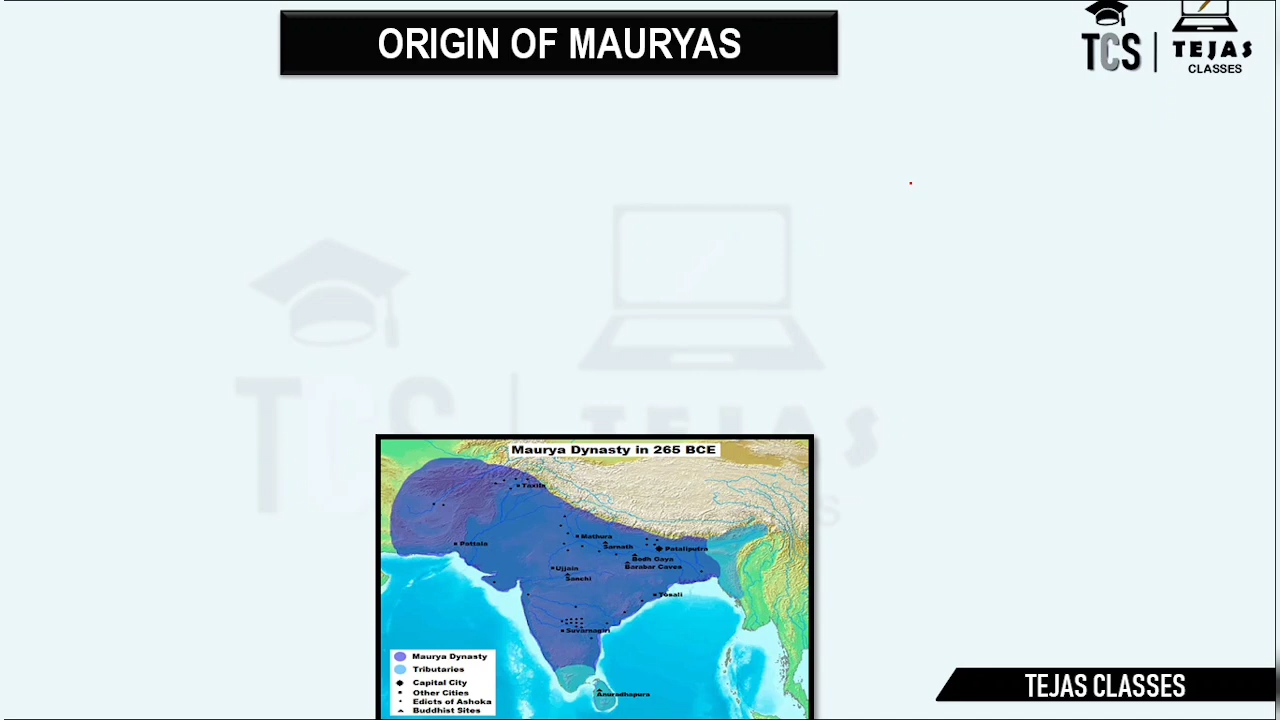 ORIGIN OF MAURYAS
TCS
TEJAS
CLASSES
TCS
TEJAS
Maurya Dynasty in 265 BCE
Taxila
Mathura
Pattala
Sarnath
Pataliputra
Bodh Gaya
Ujjain
Barabar Caves
Sanchi
Tosali
Suvarnagiri
Maurya Dynasty
Tributaries
Capital City
Other Cities
Edicts of Ashoka
Buddhist Sites
Anuradhapura
TEJAS CLASSES